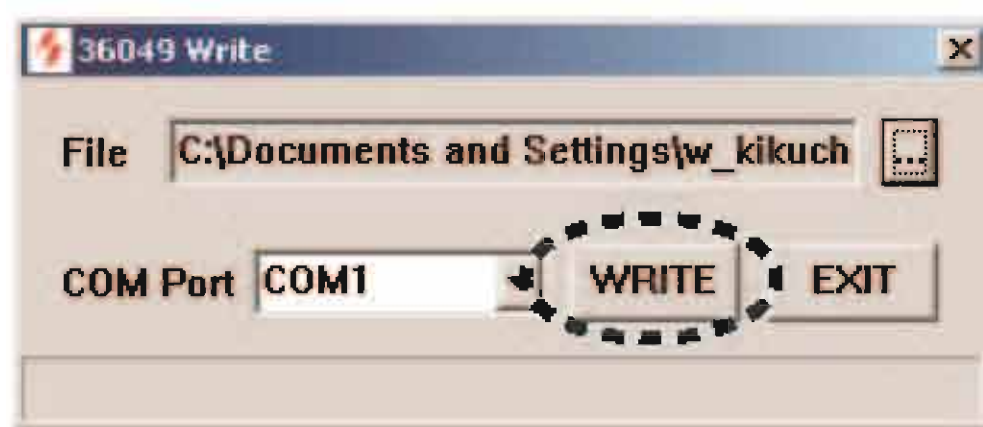 36049 Write
File C:\Documents and Settings\w_kikuch ...
COM Port COM1 WRITE EXIT